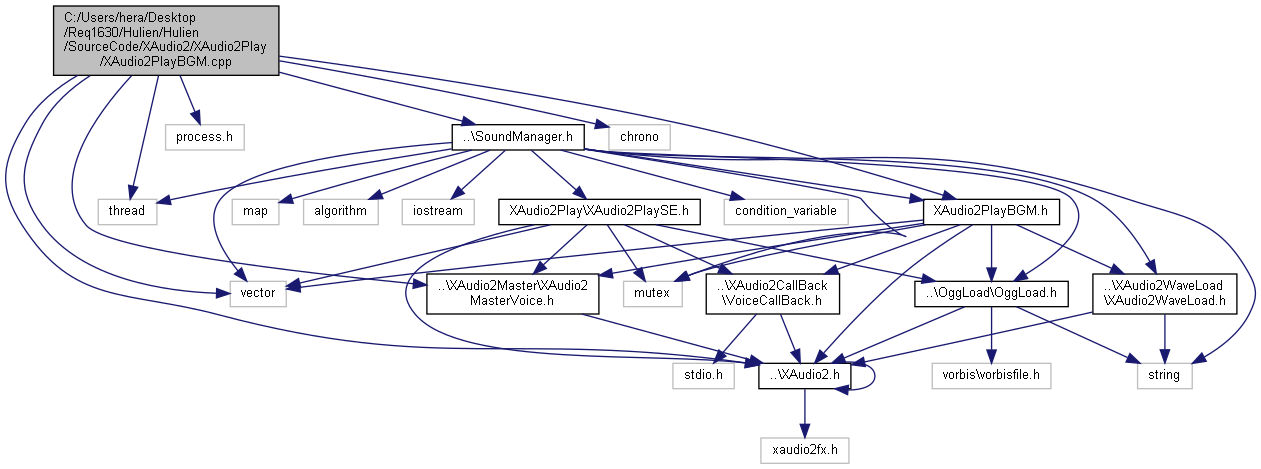 C:/Users/hera/Desktop
/Req1630/Hulien/Hulien
/SourceCode/XAudio2/XAudio2Play
/XAudio2PlayBGM.cpp
process.h
..\SoundManager.h
chrono
thread
map
algorithm
iostream
XAudio2Play\XAudio2PlaySE.h
condition_variable
XAudio2PlayBGM.h
vector
..\XAudio2Master\XAudio2
MasterVoice.h
mutex
..\XAudio2CallBack
\VoiceCallBack.h
..\OggLoad\OggLoad.h
..\XAudio2WaveLoad
\XAudio2WaveLoad.h
stdio.h
..\XAudio2.h
vorbis\vorbisfile.h
string
xaudio2fx.h